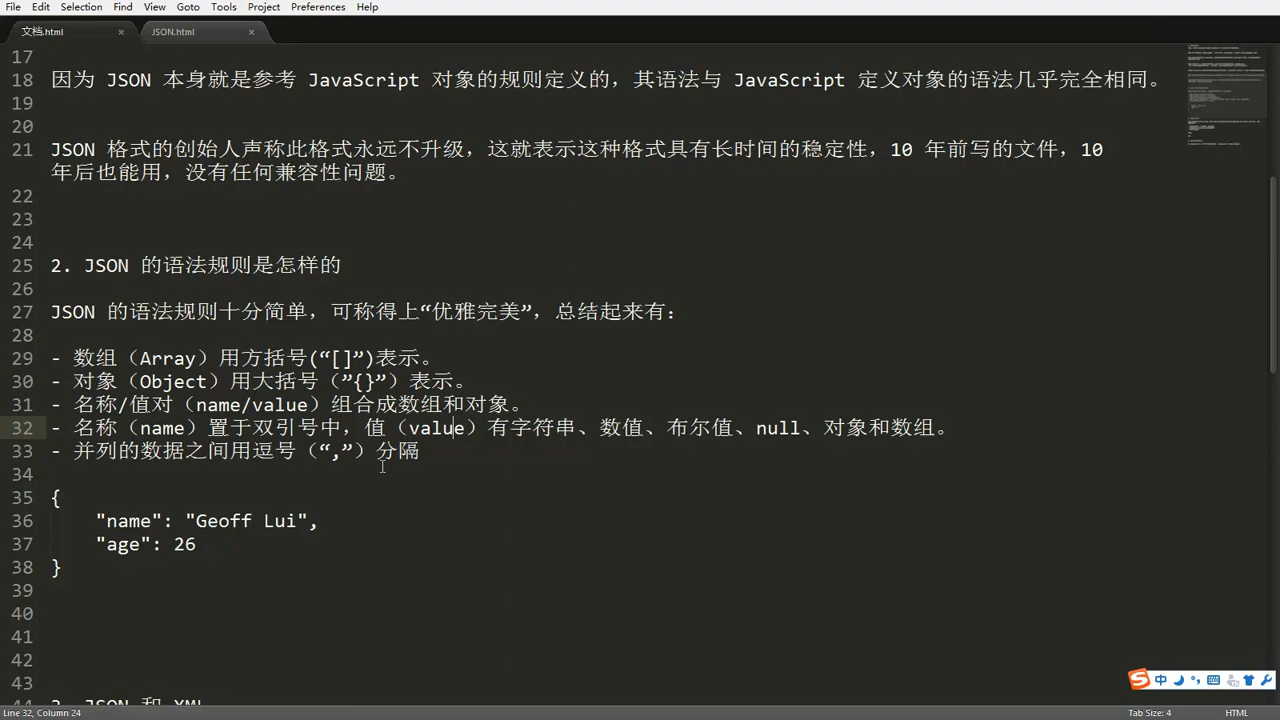 File Edit Selection Find View Goto Tools Project Preferences Help
文档.html JSON.html
17
18 因为 JSON 本身就是参考 JavaScript 对象的规则定义的，其语法与 JavaScript 定义对象的语法几乎完全相同。
19
20
21 JSON 格式的创始人声称此格式永远不升级，这就表示这种格式具有长时间的稳定性，10 年前写的文件，10
年后也能用，没有任何兼容性问题。
22
23
24
25 2. JSON 的语法规则是怎样的
26
27 JSON 的语法规则十分简单，可称得上“优雅完美”，总结起来有：
28
29 - 数组（Array）用方括号(“[]”)表示。
30 - 对象（Object）用大括号（”{}”）表示。
31 - 名称/值对（name/value）组合成数组和对象。
32 - 名称（name）置于双引号中，值（value）有字符串、数值、布尔值、null、对象和数组。
33 - 并列的数据之间用逗号（“,”）分隔
34
35 {
36 "name": "Geoff Lui",
37 "age": 26
38 }
39
40
41
42
43
44 3. JSON 和 XML
中
Line 32, Column 24 Tab Size: 4 HTML